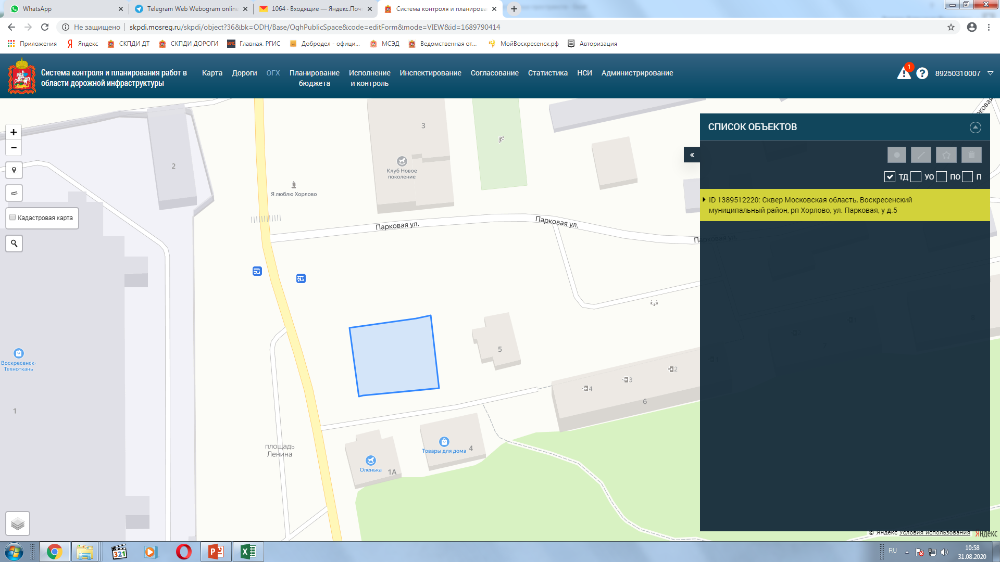 WhatsApp
Telegram Web Webogram online
1064 · Входящие — Яндекс.Почт
Система контроля и планирова
Не защищено
skpdi.mosreg.ru/skpdi/object?36&bk=ODH/Base/OghPublicSpace&code=editForm&mode=VIEW&id=1689790414
Приложения
Яндекс
СКПДИ ДТ
СКПДИ ДОРОГИ
Главная. РГИС
Добродел - офици...
МСЭД
Ведомственная от...
МойВоскресенск.рф
Авторизация
Система контроля и планирования работ в
области дорожной инфраструктуры
Карта
Дороги
ОГХ
Планирование
бюджета
Исполнение
и контроль
Инспектирование
Согласование
Статистика
НСИ
Администрирование
1
89250310007
+
−
Кадастровая карта
2
3
Клуб Новое
поколение
Я люблю Хорлово
Парковая ул.
Парковая ул.
СПИСОК ОБЪЕКТОВ
«
ТД
УО
ПО
П
ID 1389512220: Сквер Московская область, Воскресенский
муниципальный район, рп Хорлово, ул. Парковая, у д.5
5
Воскресенск-
Техноткань
1
2
3
4
6
площадь
Ленина
Товары для дома
4
Оленька
1А
© Яндекс Условия использования
Яндекс
321
RU
10:58
31.08.2020